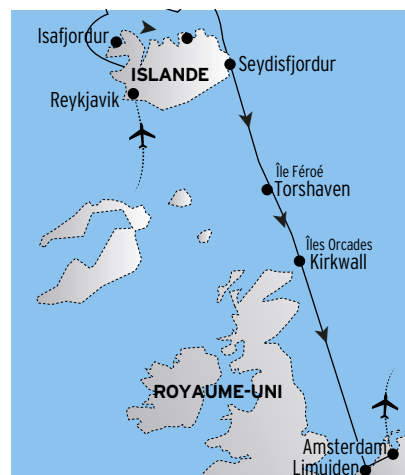 Isafjordur
ISLANDE
Seydisfjordur
Reykjavik
Île Féroé
Torshaven
Îles Orcades
Kirkwall
ROYAUME-UNI
Amsterdam
Limuiden